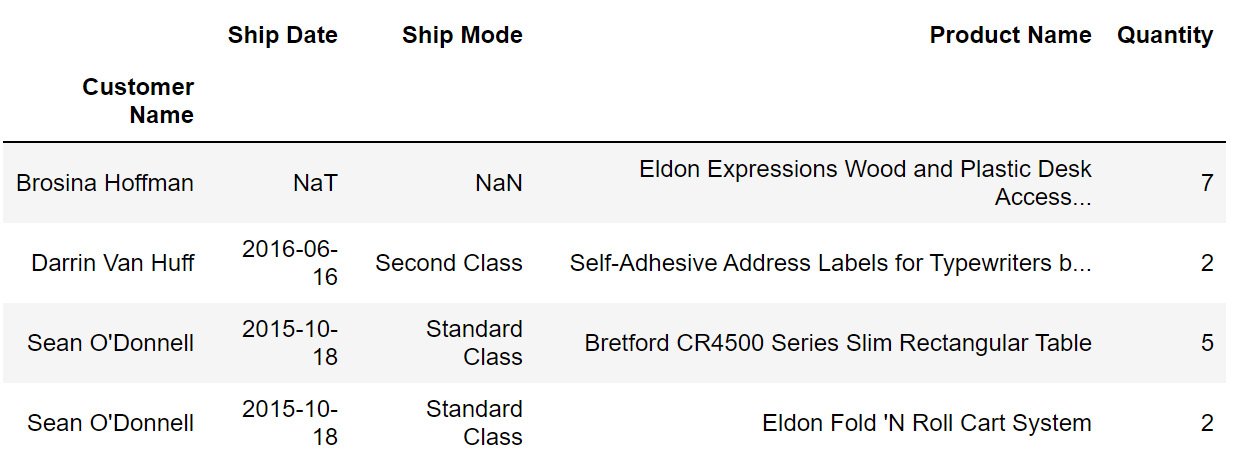 Ship Date Ship Mode Product Name Quantity
Customer
Name
Brosina Hoffman NaT NaN Eldon Expressions Wood and Plastic Desk
Access... 7
Darrin Van Huff 2016-06-
16 Second Class Self-Adhesive Address Labels for Typewriters b... 2
Sean O'Donnell 2015-10-
18 Standard
Class Bretford CR4500 Series Slim Rectangular Table 5
Sean O'Donnell 2015-10-
18 Standard
Class Eldon Fold 'N Roll Cart System 2